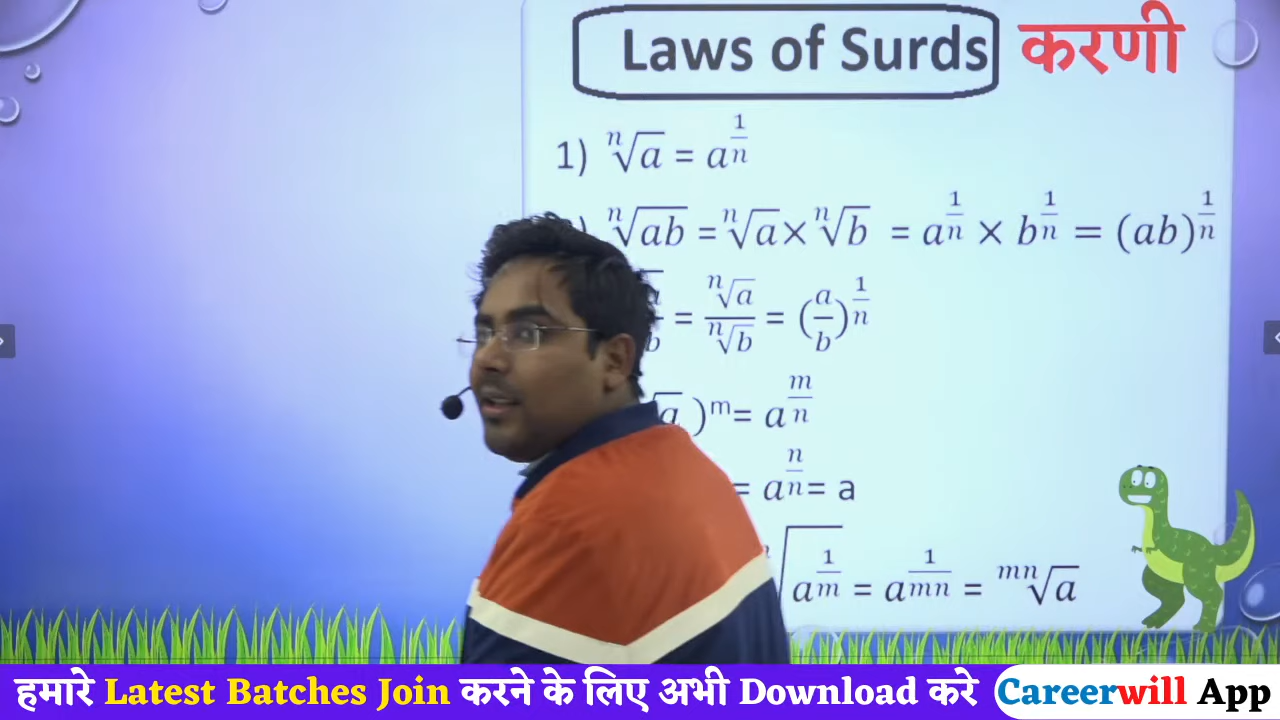 Laws of Surds करणी
1) ⁿ√a = a^(1/n)
) ⁿ√ab = ⁿ√a × ⁿ√b = a^(1/n) × b^(1/n) = (ab)^(1/n)
= ⁿ√a / ⁿ√b = (a/b)^(1/n)
a )^m = a^(m/n)
= a^(n/n) = a
√a^(1/m) = a^(1/mn) = ᵐⁿ√a
हमारे Latest Batches Join करने के लिए अभी Download करे Careerwill App